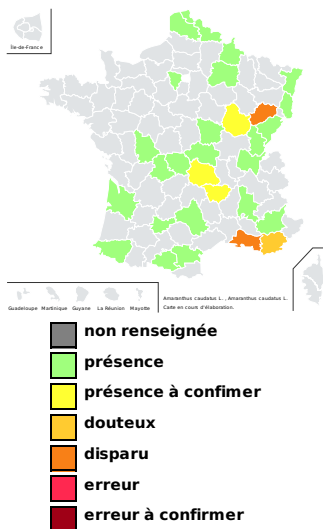 Île-de-France
Guadeloupe Martinique Guyane La Réunion Mayotte
Amaranthus caudatus L. , Amaranthus caudatus L.
Carte en cours d'élaboration.
non renseignée
présence
présence à confimer
douteux
disparu
erreur
erreur à confirmer